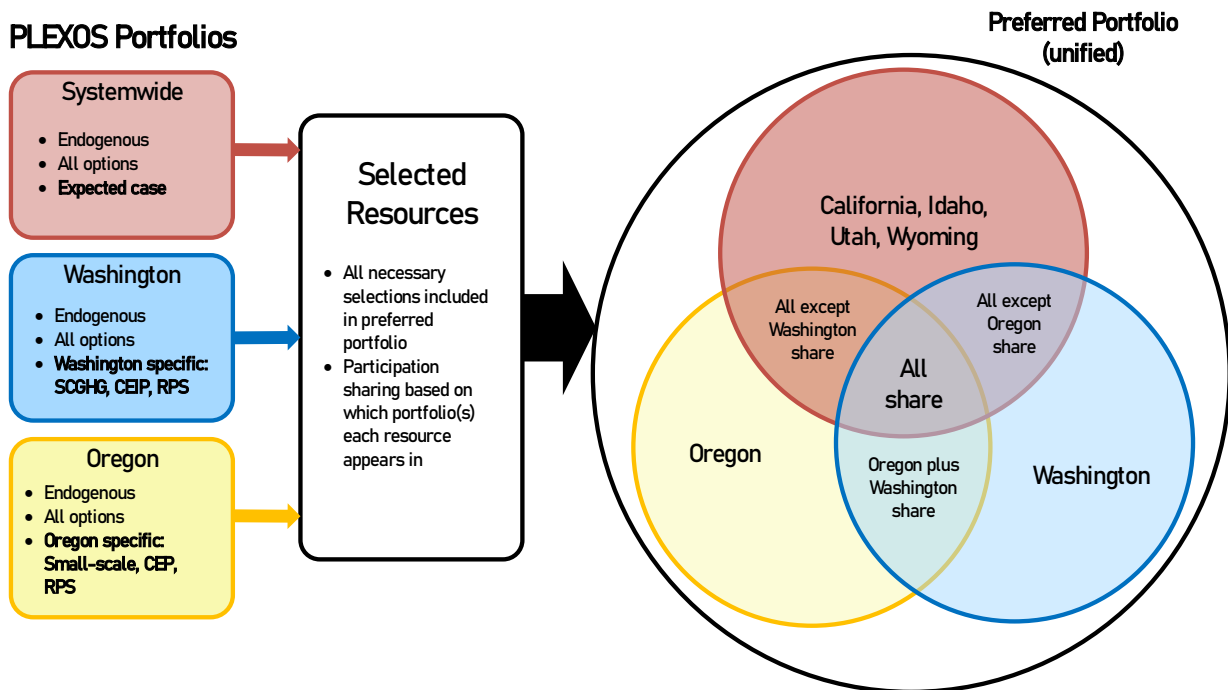 PLEXOS Portfolios
Systemwide
• Endogenous
• All options
• Expected case
Washington
• Endogenous
• All options
• Washington specific:
SCGHG, CEIP, RPS
Oregon
• Endogenous
• All options
• Oregon specific:
Small-scale, CEP,
RPS
Selected
Resources
• All necessary
selections included
in preferred
portfolio
• Participation
sharing based on
which portfolio(s)
each resource
appears in
Preferred Portfolio
(unified)
California, Idaho,
Utah, Wyoming
All except
Washington
share
All except
Oregon
share
All
share
Oregon
Oregon plus
Washington
share
Washington